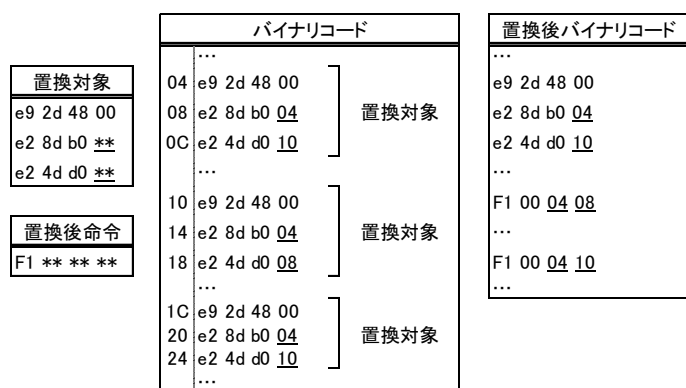 置換対象
e9 2d 48 00
e2 8d b0 **
e2 4d d0 **
置換後命令
F1 ** ** **
バイナリコード
...
04 e9 2d 48 00
08 e2 8d b0 04
0C e2 4d d0 10
置換対象
...
10 e9 2d 48 00
14 e2 8d b0 04
18 e2 4d d0 08
置換対象
...
1C e9 2d 48 00
20 e2 8d b0 04
24 e2 4d d0 10
置換対象
...
置換後バイナリコード
...
e9 2d 48 00
e2 8d b0 04
e2 4d d0 10
...
F1 00 04 08
...
F1 00 04 10
...